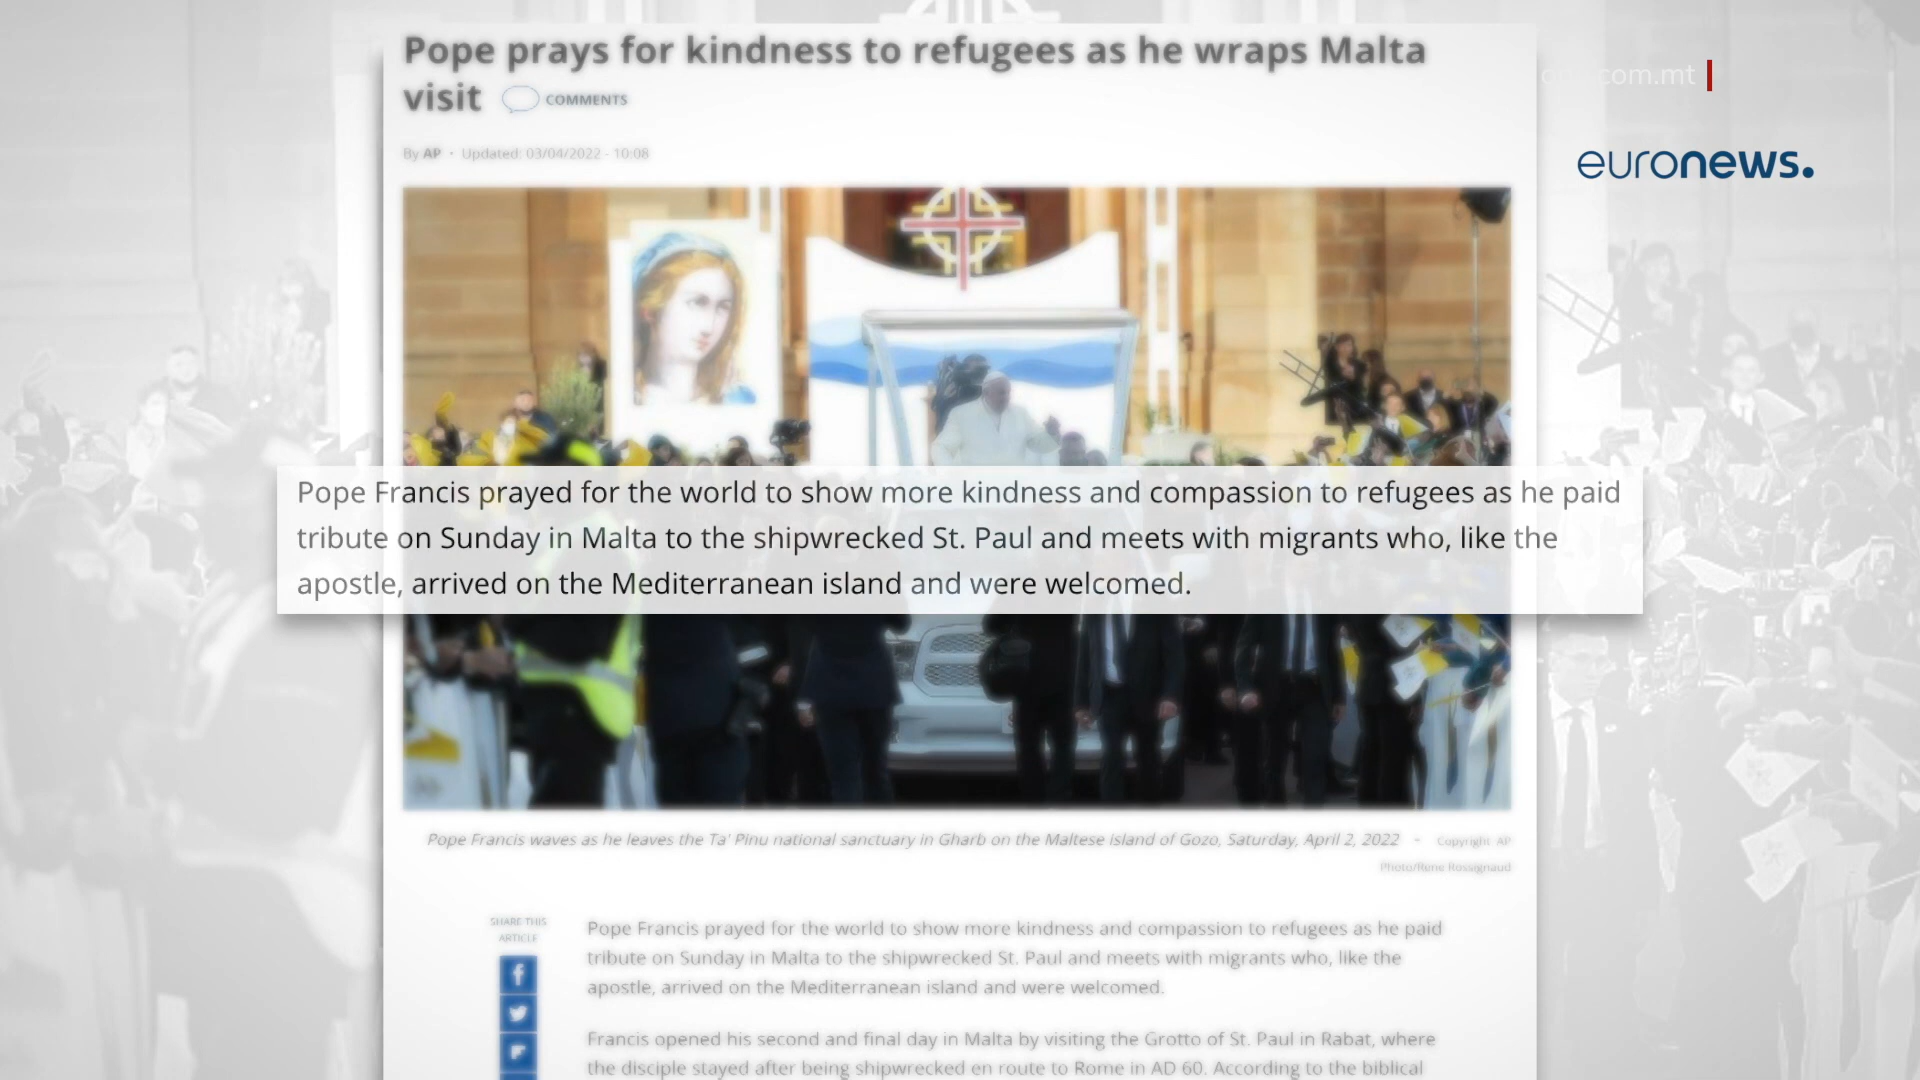 Pope prays for kindness to refugees as he wraps Malta
visit COMMENTS
.com.mt
euronews.
By AP · Updated: 03/04/2022 - 10:08
Pope Francis prayed for the world to show more kindness and compassion to refugees as he paid
tribute on Sunday in Malta to the shipwrecked St. Paul and meets with migrants who, like the
apostle, arrived on the Mediterranean island and were welcomed.
Pope Francis waves as he leaves the Ta' Pinu national sanctuary in Gharb on the Maltese island of Gozo, Saturday, April 2, 2022 - Copyright AP
Photo/Rene Rossignaud
SHARE THIS
ARTICLE
Pope Francis prayed for the world to show more kindness and compassion to refugees as he paid
tribute on Sunday in Malta to the shipwrecked St. Paul and meets with migrants who, like the
apostle, arrived on the Mediterranean island and were welcomed.
Francis opened his second and final day in Malta by visiting the Grotto of St. Paul in Rabat, where
the disciple stayed after being shipwrecked en route to Rome in AD 60. According to the biblical